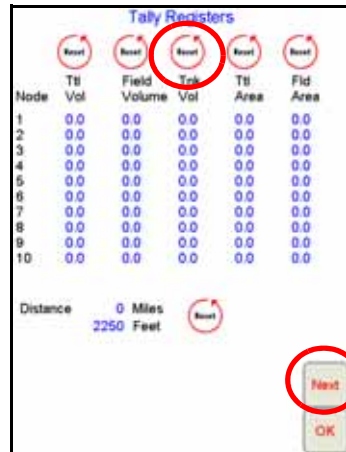 Tally Registers
Reset Reset Reset Reset Reset
Ttl Field Tnk Ttl Fld
Node Vol Volume Vol Area Area
1 0.0 0.0 0.0 0.0 0.0
2 0.0 0.0 0.0 0.0 0.0
3 0.0 0.0 0.0 0.0 0.0
4 0.0 0.0 0.0 0.0 0.0
5 0.0 0.0 0.0 0.0 0.0
6 0.0 0.0 0.0 0.0 0.0
7 0.0 0.0 0.0 0.0 0.0
8 0.0 0.0 0.0 0.0 0.0
9 0.0 0.0 0.0 0.0 0.0
10 0.0 0.0 0.0 0.0 0.0
Distance 0 Miles
2250 Feet Reset
Next
OK